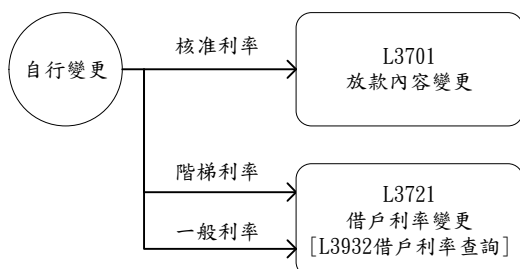 自行變更
核准利率
L3701
放款內容變更
階梯利率
一般利率
L3721
借戶利率變更
[L3932借戶利率查詢]